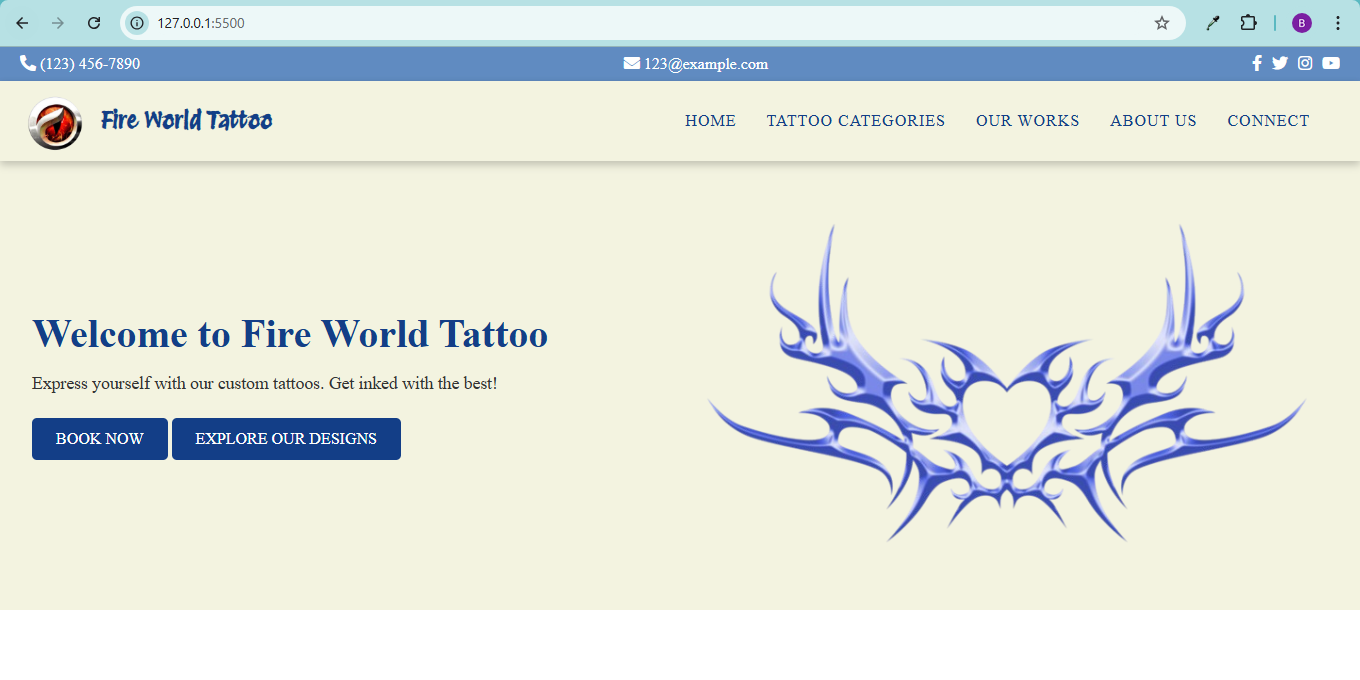 127.0.0.1:5500
B
(123) 456-7890
123@example.com
Fire World Tattoo
HOME TATTOO CATEGORIES OUR WORKS ABOUT US CONNECT
Welcome to Fire World Tattoo
Express yourself with our custom tattoos. Get inked with the best!
BOOK NOW EXPLORE OUR DESIGNS